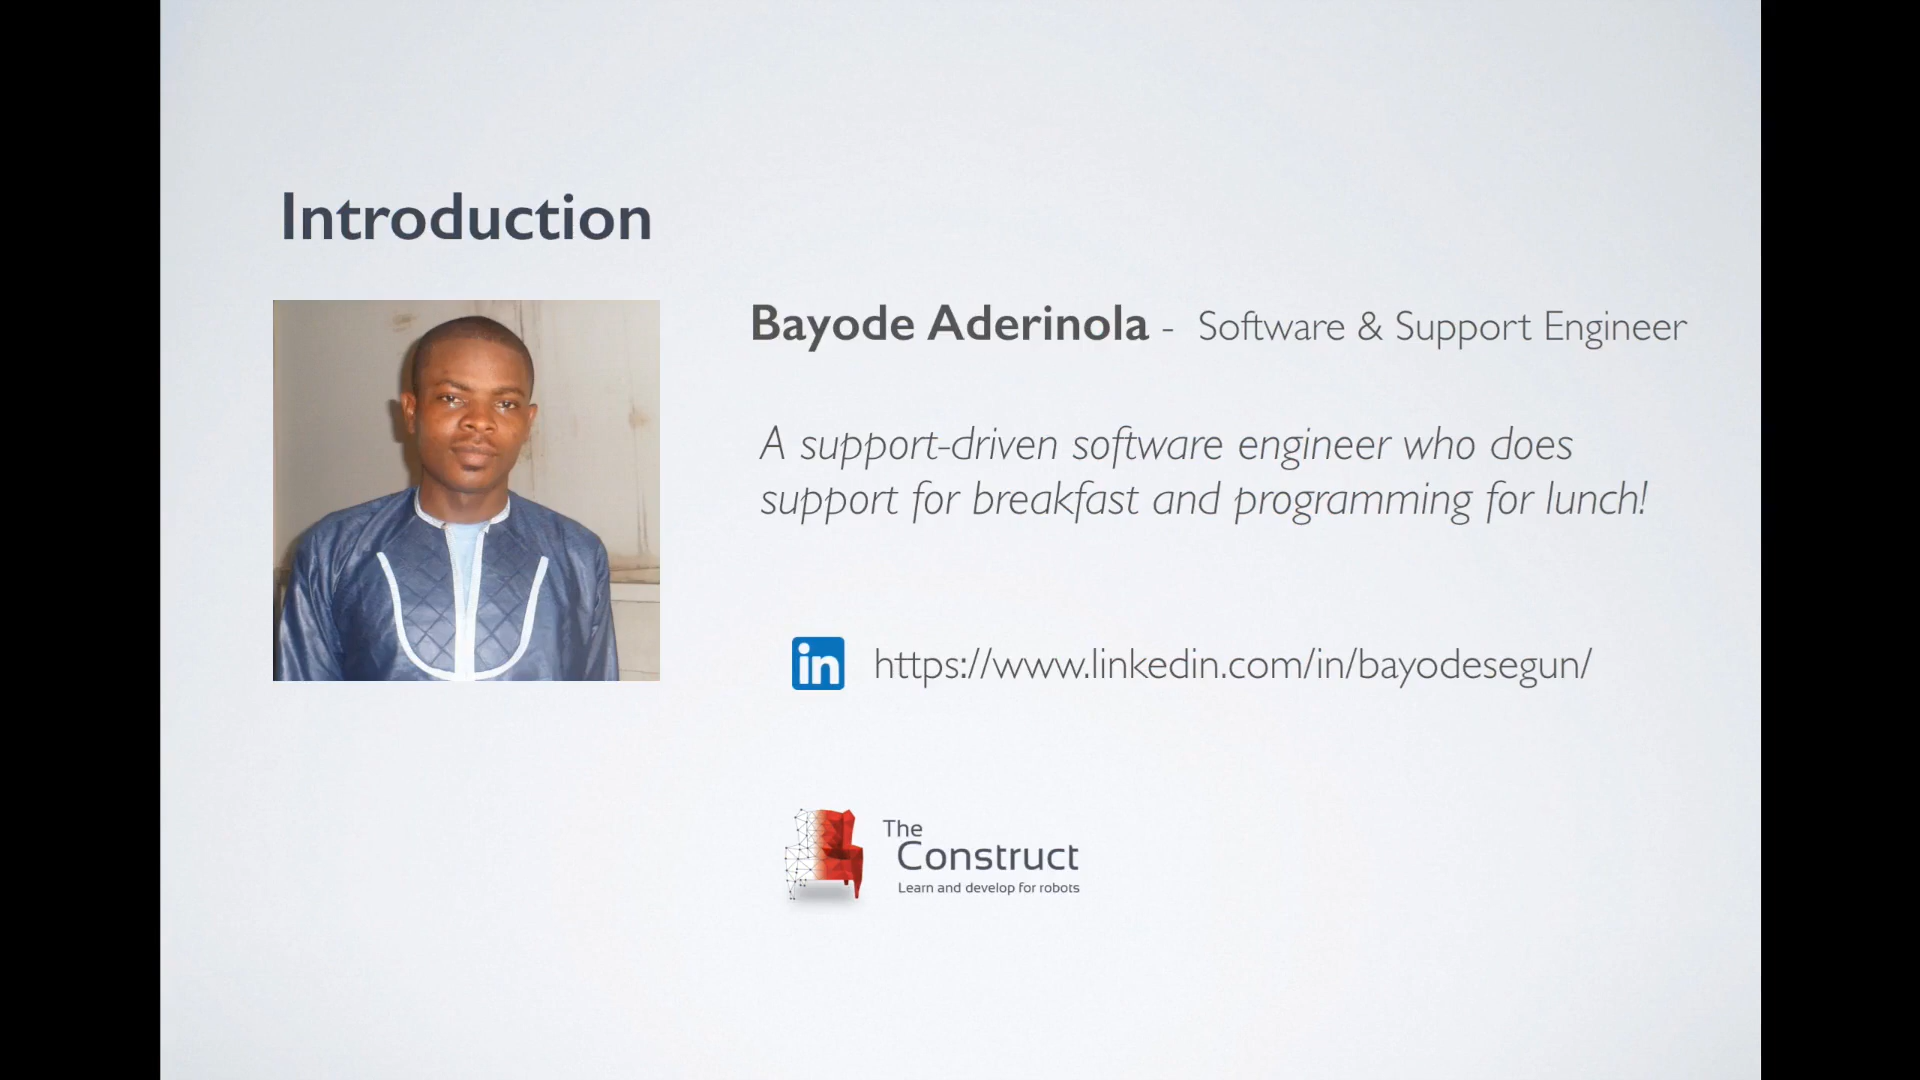 Introduction
Bayode Aderinola - Software & Support Engineer
A support-driven software engineer who does
support for breakfast and programming for lunch!
in https://www.linkedin.com/in/bayodesegun/
The
Construct
Learn and develop for robots